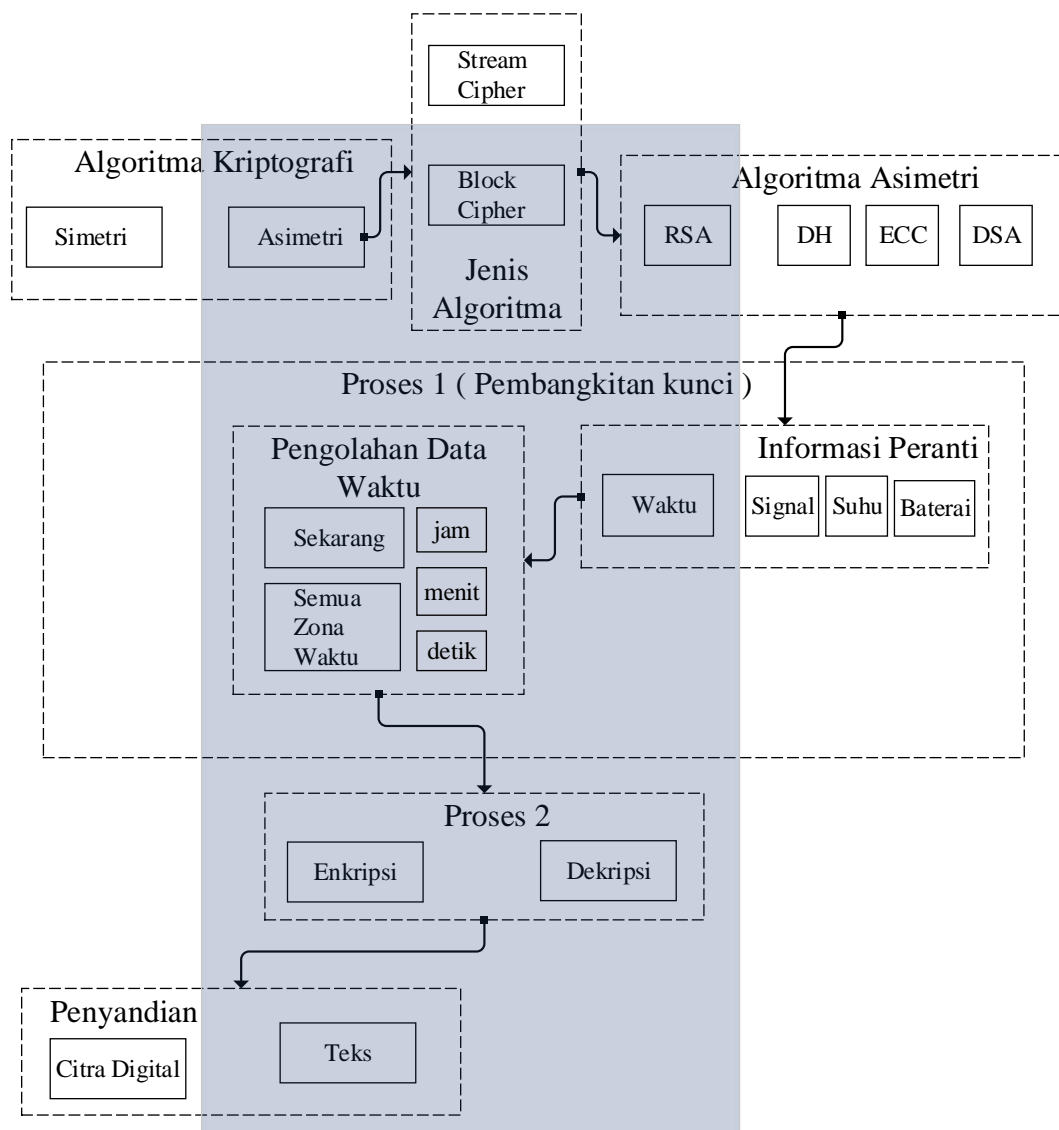 Stream
Cipher
Algoritma Kriptografi
Simetri
Asimetri
Block
Cipher
Jenis
Algoritma
Algoritma Asimetri
RSA
DH
ECC
DSA
Proses 1 ( Pembangkitan kunci )
Informasi Peranti
Waktu
Signal
Suhu
Baterai
Pengolahan Data
Waktu
Sekarang
jam
menit
Semua
Zona
Waktu
detik
Proses 2
Enkripsi
Dekripsi
Penyandian
Citra Digital
Teks